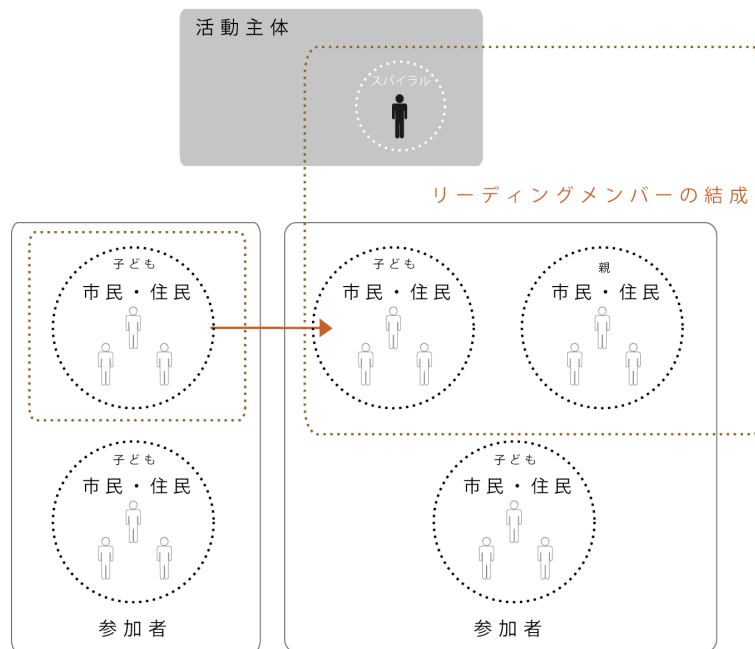 活動主体
スパイラル
リーディングメンバーの結成
子ども
市民・住民
子ども
市民・住民
参加者
子ども
市民・住民
親
市民・住民
子ども
市民・住民
参加者